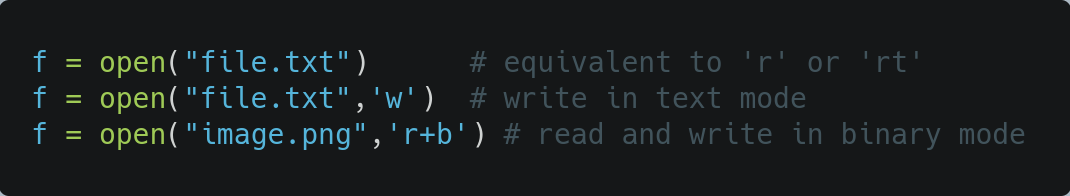 f = open("file.txt")      # equivalent to 'r' or 'rt'
f = open("file.txt",'w')  # write in text mode
f = open("image.png",'r+b') # read and write in binary mode